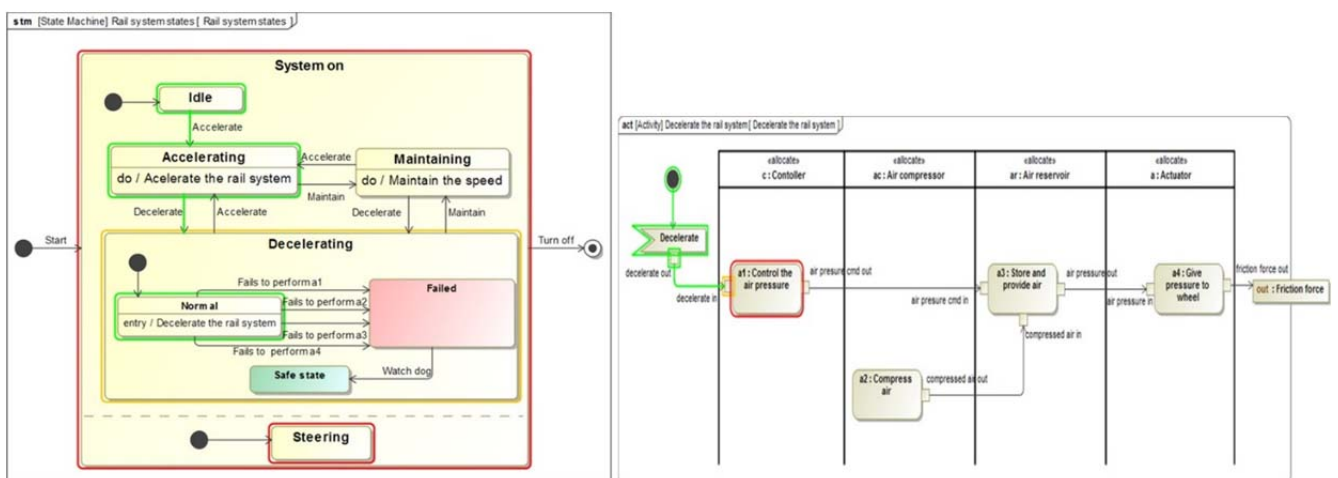 stm [State Machine] Rail system states [ Rail system states ]
System on
Idle
Accelerate
Accelerating
do / Acelerate the rail system
Accelerate
Maintain
Maintaining
do / Maintain the speed
Decelerate
Accelerate
Decelerate
Maintain
Start
Turn off
Decelerating
Normal
entry / Decelerate the rail system
Fails to perform a1
Fails to perform a2
Fails to perform a3
Fails to perform a4
Failed
Watch dog
Safe state
Steering
act [Activity] Decelerate the rail system [ Decelerate the rail system ]
«allocate»
c : Contoller
«allocate»
ac : Air compressor
«allocate»
ar : Air reservoir
«allocate»
a : Actuator
Decelerate
decelerate out
decelerate in
a1 : Control the
air pressure
air presure cmd out
air presure cmd in
a3 : Store and
provide air
air pressure out
air pressure in
a4 : Give
pressure to
wheel
friction force out
out : Friction force
compressed air in
a2 : Compress
air
compressed air out